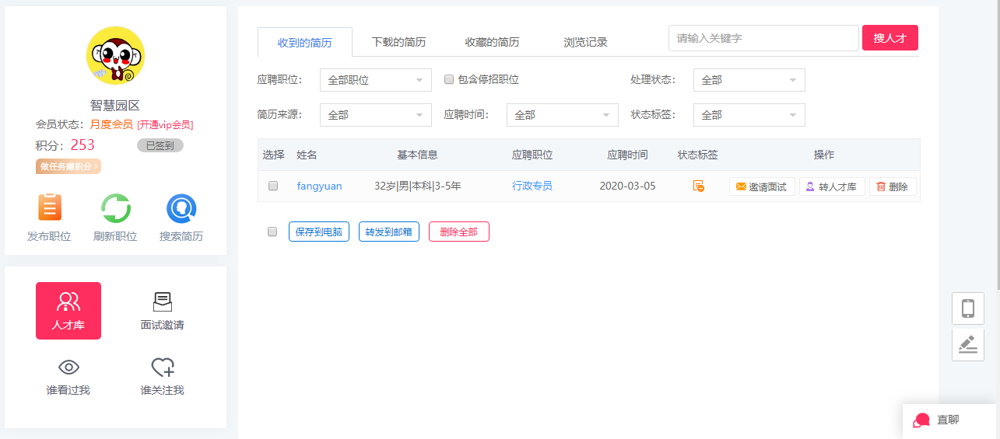 智慧园区
会员状态：月度会员 [开通vip会员]
积分：253 已签到
做任务赚积分 >
发布职位 刷新职位 搜索简历
人才库 面试邀请
谁看过我 谁关注我
收到的简历 下载的简历 收藏的简历 浏览记录 请输入关键字 搜人才
应聘职位： 全部职位 包含停招职位 处理状态： 全部
简历来源： 全部 应聘时间： 全部 状态标签： 全部
选择 姓名 基本信息 应聘职位 应聘时间 状态标签 操作
fangyuan 32岁|男|本科|3-5年 行政专员 2020-03-05 邀请面试 转人才库 删除
保存到电脑 转发到邮箱 删除全部
直聊